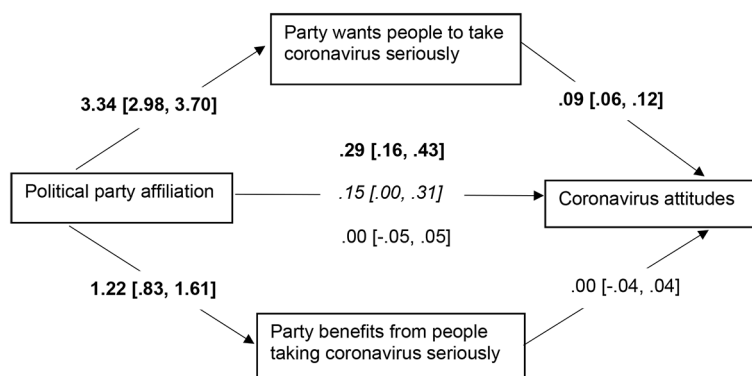 Party wants people to take
coronavirus seriously
3.34 [2.98, 3.70]
.09 [.06, .12]
.29 [.16, .43]
Political party affiliation
.15 [.00, .31]
Coronavirus attitudes
.00 [-.05, .05]
1.22 [.83, 1.61]
.00 [-.04, .04]
Party benefits from people
taking coronavirus seriously